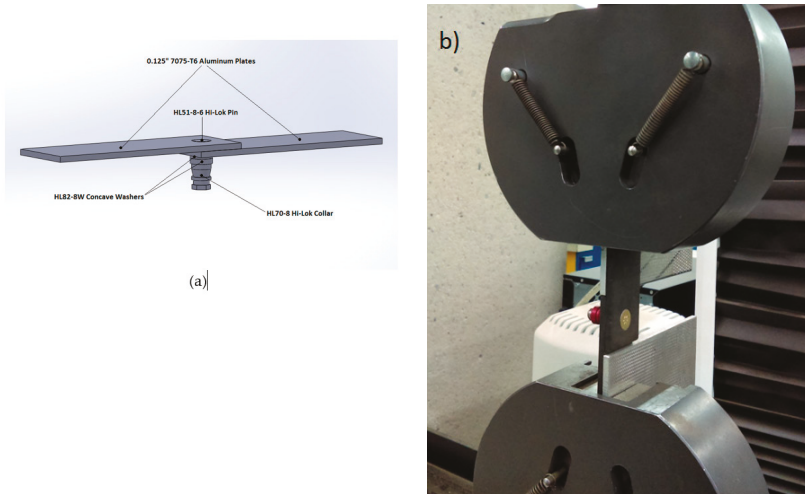 0.125" 7075-T6 Aluminum Plates
HL51-8-6 Hi-Lok Pin
HL82-8W Concave Washers
HL70-8 Hi-Lok Collar
(a)
b)